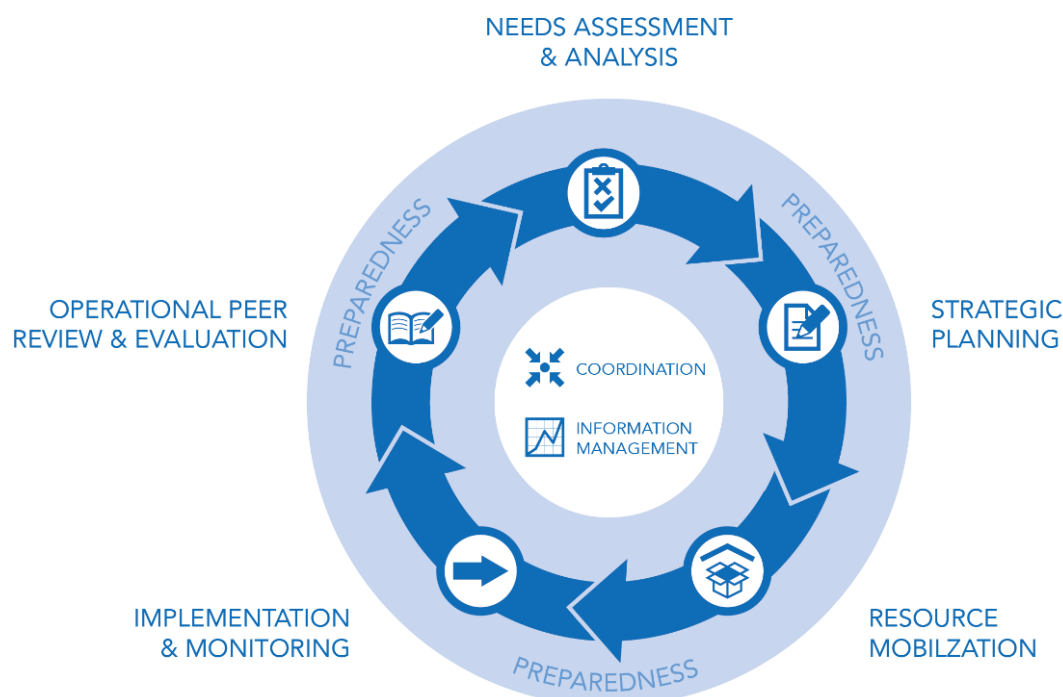 NEEDS ASSESSMENT
& ANALYSIS
PREPAREDNESS
PREPAREDNESS
OPERATIONAL PEER
REVIEW & EVALUATION
STRATEGIC
PLANNING
COORDINATION
INFORMATION
MANAGEMENT
IMPLEMENTATION
& MONITORING
RESOURCE
MOBILZATION
PREPAREDNESS